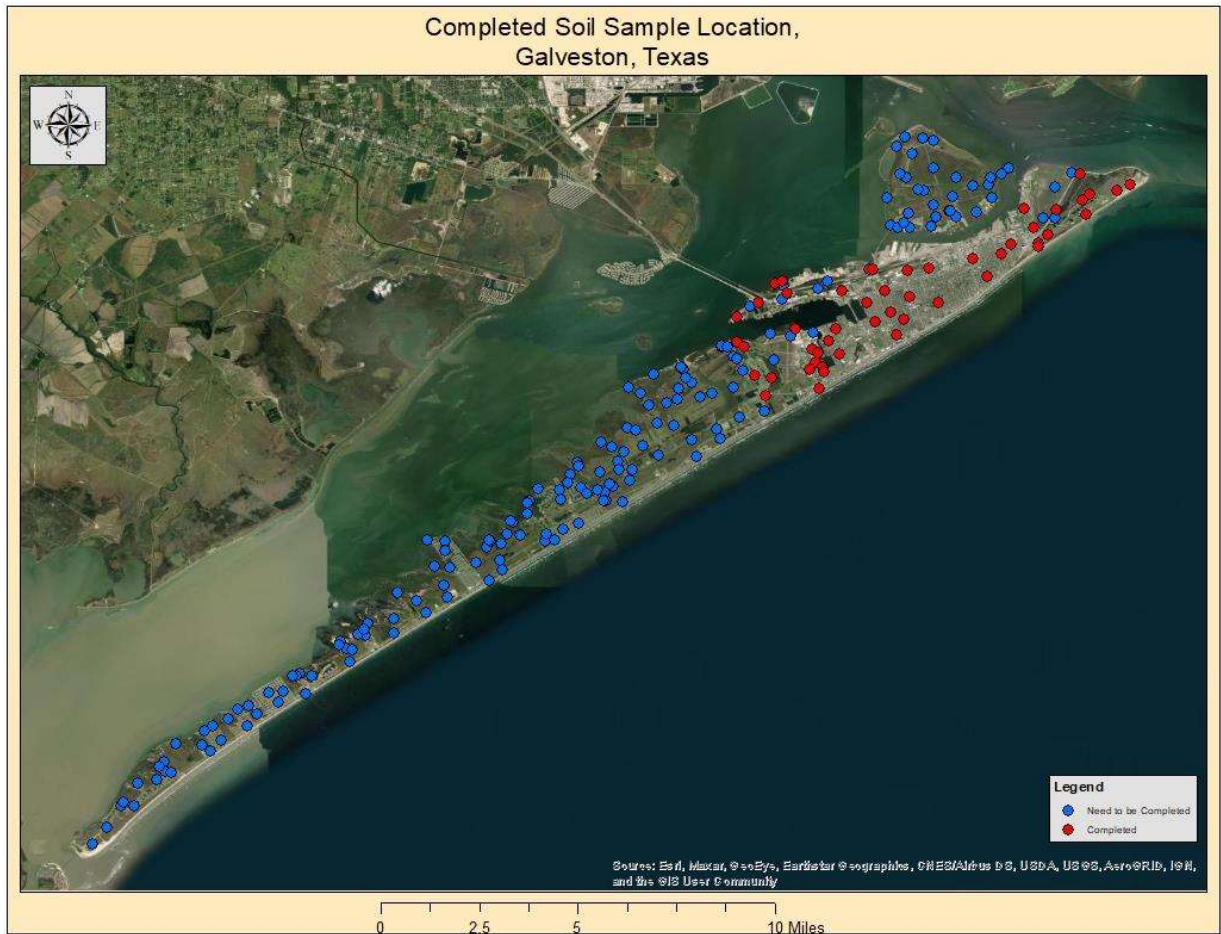 Completed Soil Sample Location,
Galveston, Texas
N
W E
S
Legend
Need to be Completed
Completed
Source: Esri, Maxar, GeoEye, Earthstar Geographics, CNES/Airbus DS, USDA, USGS, AeroGRID, IGN,
and the GIS User Community
0 2.5 5 10 Miles